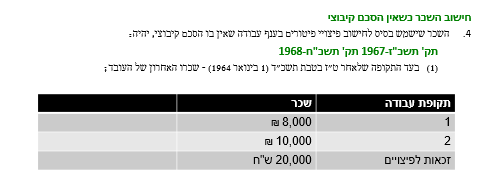 חישוב השכר כשאין הסכם קיבוצי
4. השכר שישמש בסיס לחישוב פיצויי פיטורים בענף עבודה שאין בו הסכם קיבוצי, יהיה:
תק' תשכ"ז-1967 תק' תשכ"ח-1968
(1) בעד התקופה שלאחר ט"ז בטבת תשכ"ד (1 בינואר 1964) - שכרו האחרון של העובד;
תקופת עבודה שכר
1 8,000 ₪
2 10,000 ₪
זכאות לפיצויים 20,000 ש"ח